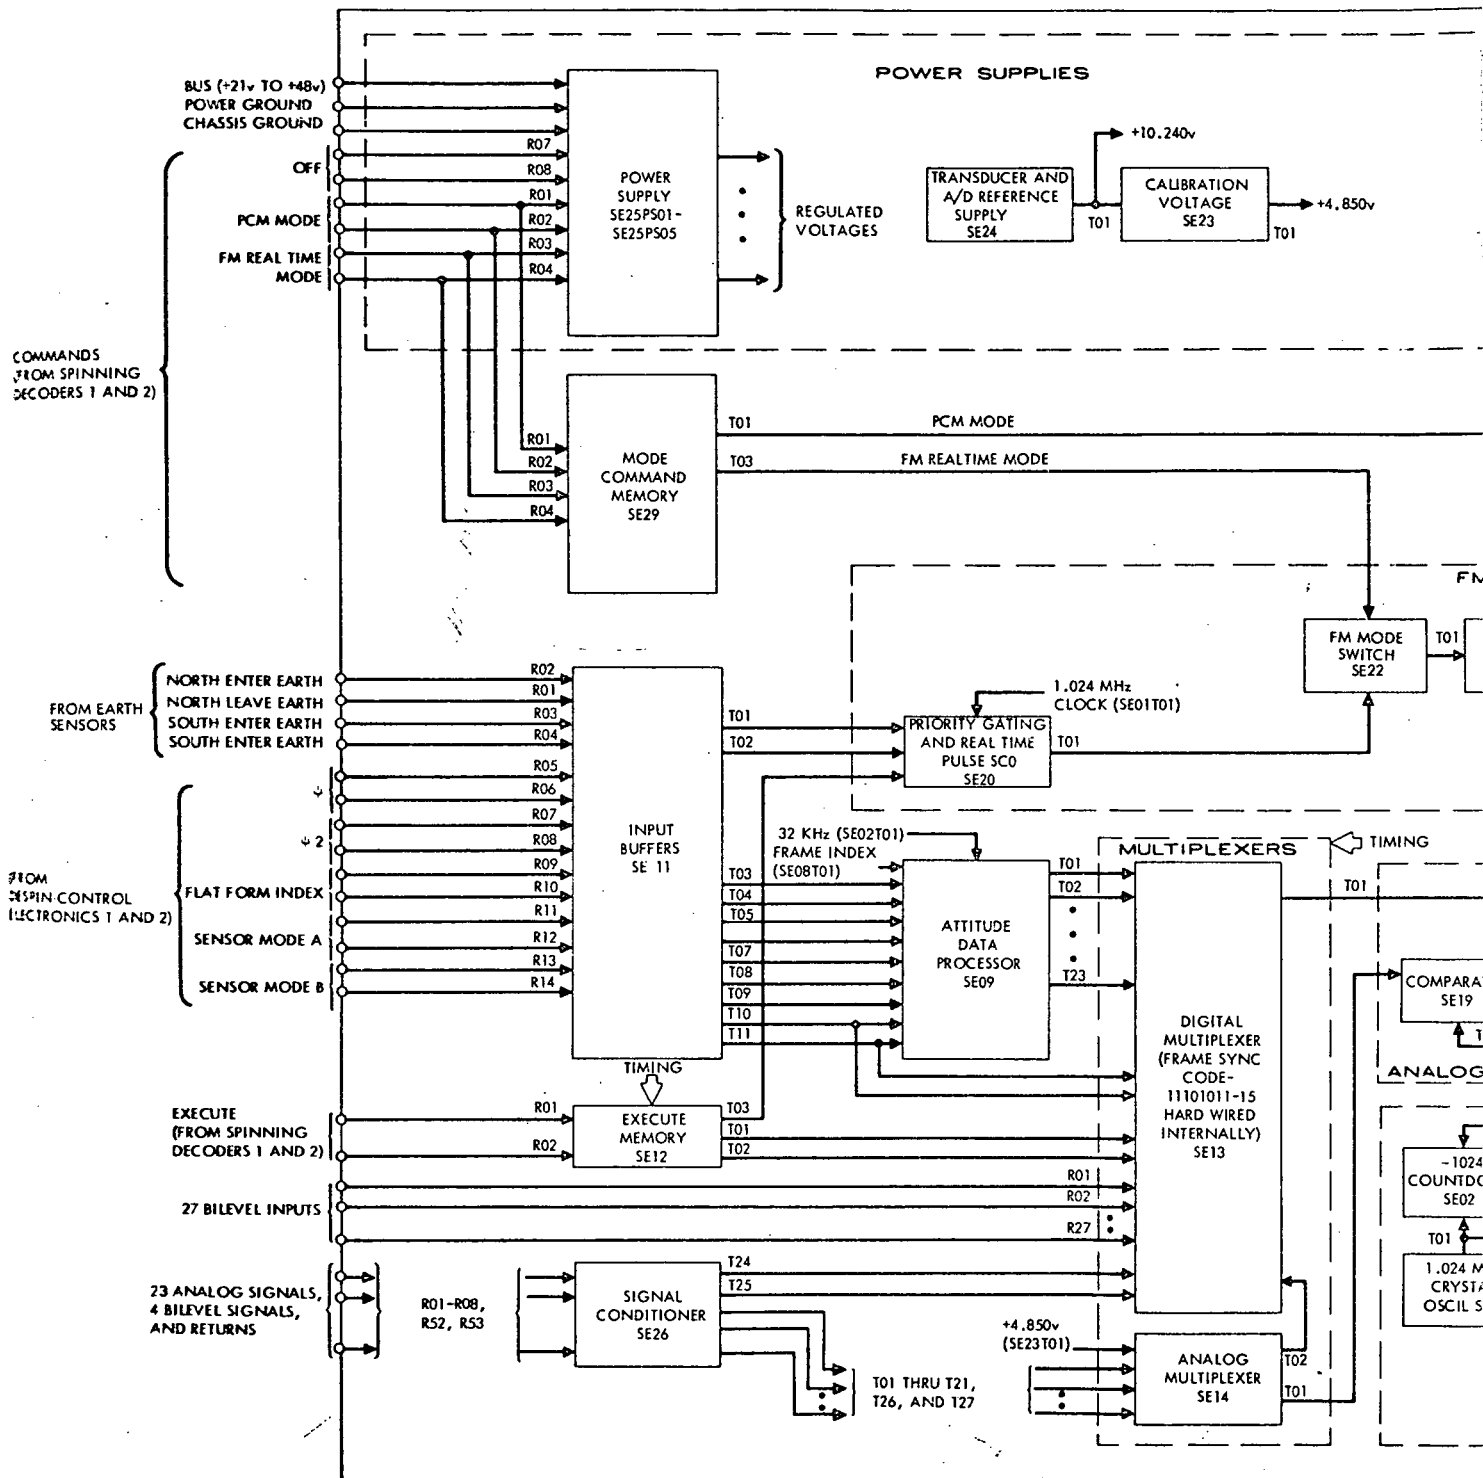 POWER SUPPLIES
BUS (+21v TO +48v)
POWER GROUND
CHASSIS GROUND
OFF
PCM MODE
FM REAL TIME
MODE
R07
R08
R01
R02
R03
R04
POWER
SUPPLY
SE25PS01-
SE25PS05
REGULATED
VOLTAGES
TRANSDUCER AND
A/D REFERENCE
SUPPLY
SE24
+10.240v
T01
CALIBRATION
VOLTAGE
SE23
+4.850v
T01
COMMANDS
FROM SPINNING
DECODERS 1 AND 2)
R01
R02
R03
R04
MODE
COMMAND
MEMORY
SE29
T01
PCM MODE
T03
FM REALTIME MODE
FM
FM MODE
SWITCH
SE22
T01
FROM EARTH
SENSORS
NORTH ENTER EARTH
NORTH LEAVE EARTH
SOUTH ENTER EARTH
SOUTH ENTER EARTH
R02
R01
R03
R04
R05
R06
R07
R08
R09
R10
R11
R12
R13
R14
ψ
ψ 2
FLAT FORM INDEX
SENSOR MODE A
SENSOR MODE B
FROM
DESPIN CONTROL
ELECTRONICS 1 AND 2)
INPUT
BUFFERS
SE 11
T01
T02
T03
T04
T05
T07
T08
T09
T10
T11
1.024 MHz
CLOCK (SE01T01)
PRIORITY GATING
AND REAL TIME
PULSE SCO
SE20
T01
32 KHz (SE02T01)
FRAME INDEX
(SE08T01)
ATTITUDE
DATA
PROCESSOR
SE09
T01
T02
T23
MULTIPLEXERS
TIMING
DIGITAL
MULTIPLEXER
(FRAME SYNC
CODE-
11101011-15
HARD WIRED
INTERNALLY)
SE13
T01
COMPARAT
SE19
T
ANALOG
TIMING
EXECUTE
(FROM SPINNING
DECODERS 1 AND 2)
R01
R02
EXECUTE
MEMORY
SE12
T03
T01
T02
27 BILEVEL INPUTS
R01
R02
R27
-1024
COUNTDO
SE02
T01
1.024 M
CRYSTA
OSCIL S
23 ANALOG SIGNALS,
4 BILEVEL SIGNALS,
AND RETURNS
R01-R08,
R52, R53
SIGNAL
CONDITIONER
SE26
T24
T25
T01 THRU T21,
T26, AND T27
+4.850v
(SE23T01)
ANALOG
MULTIPLEXER
SE14
T02
T01